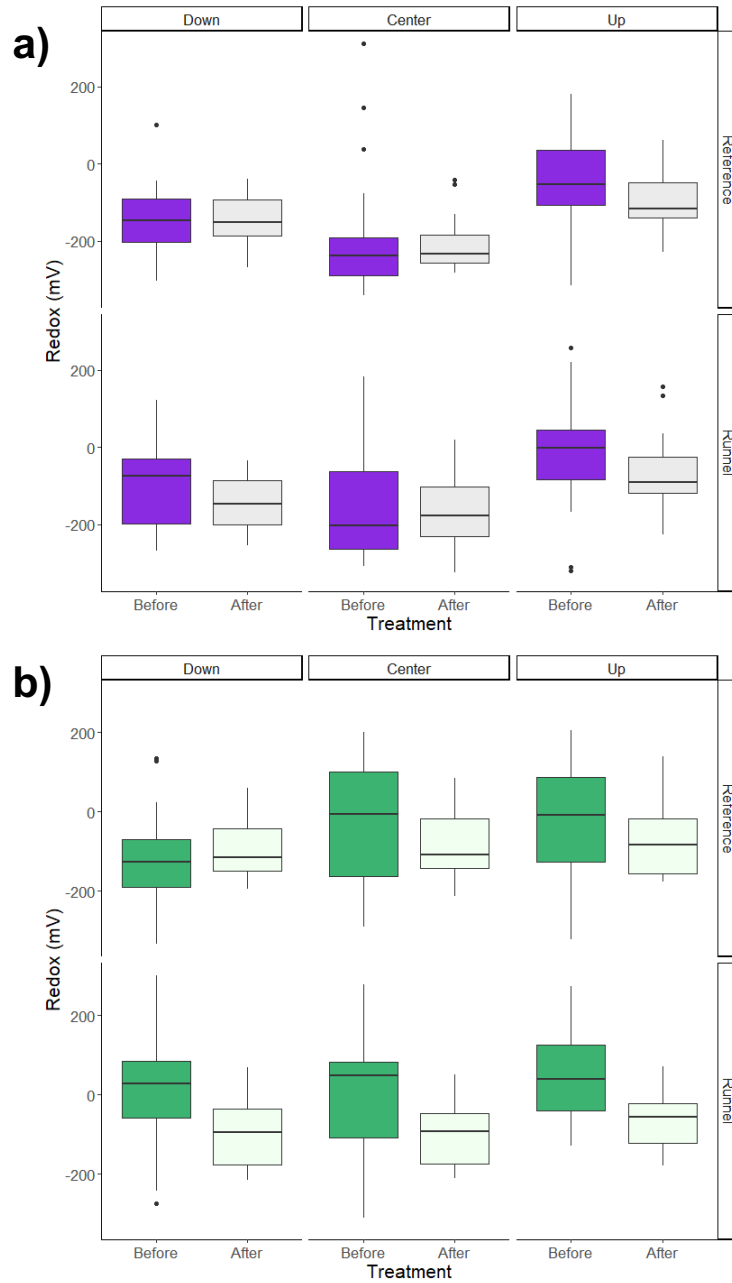 a)
Down Center Up
Redox (mV)
200
0
-200
Reference
200
0
-200
Runnel
Before After Before After Before After
Treatment
b)
Down Center Up
Redox (mV)
200
0
-200
Reference
200
0
-200
Runnel
Before After Before After Before After
Treatment